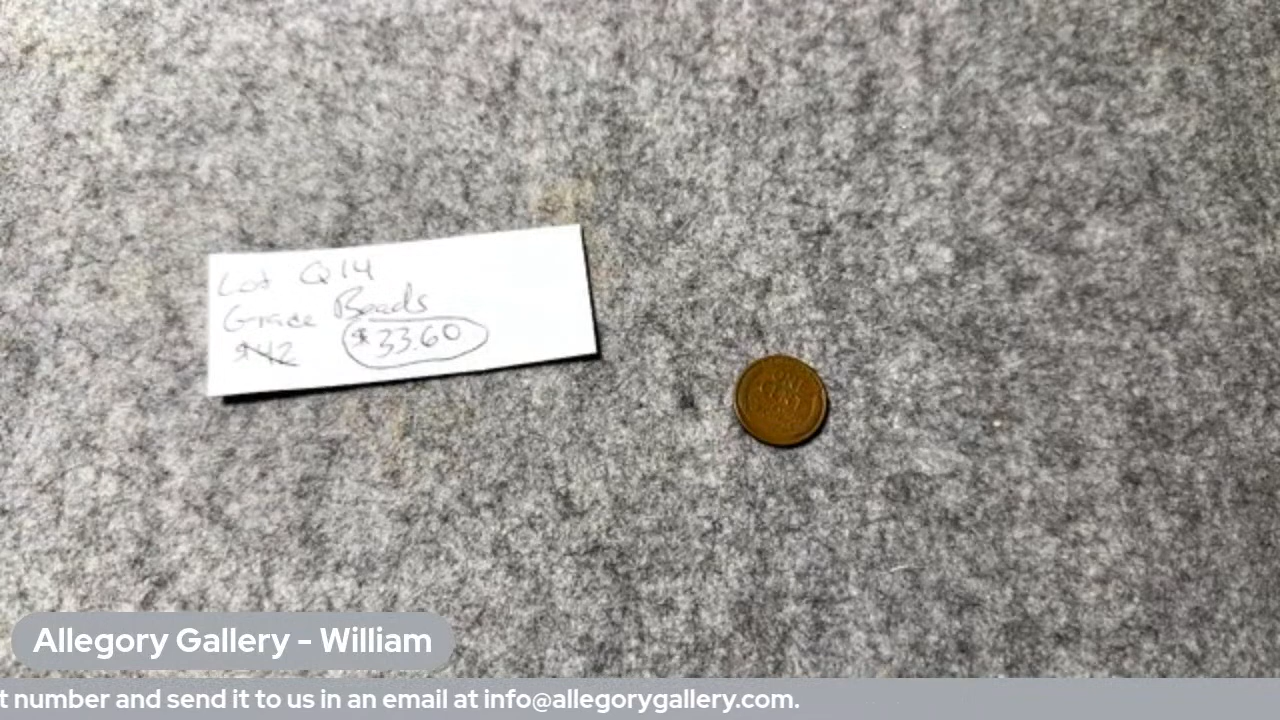 Lot Q14
Grace Beads
$42 $33.60
Allegory Gallery - William
t number and send it to us in an email at info@allegorygallery.com.